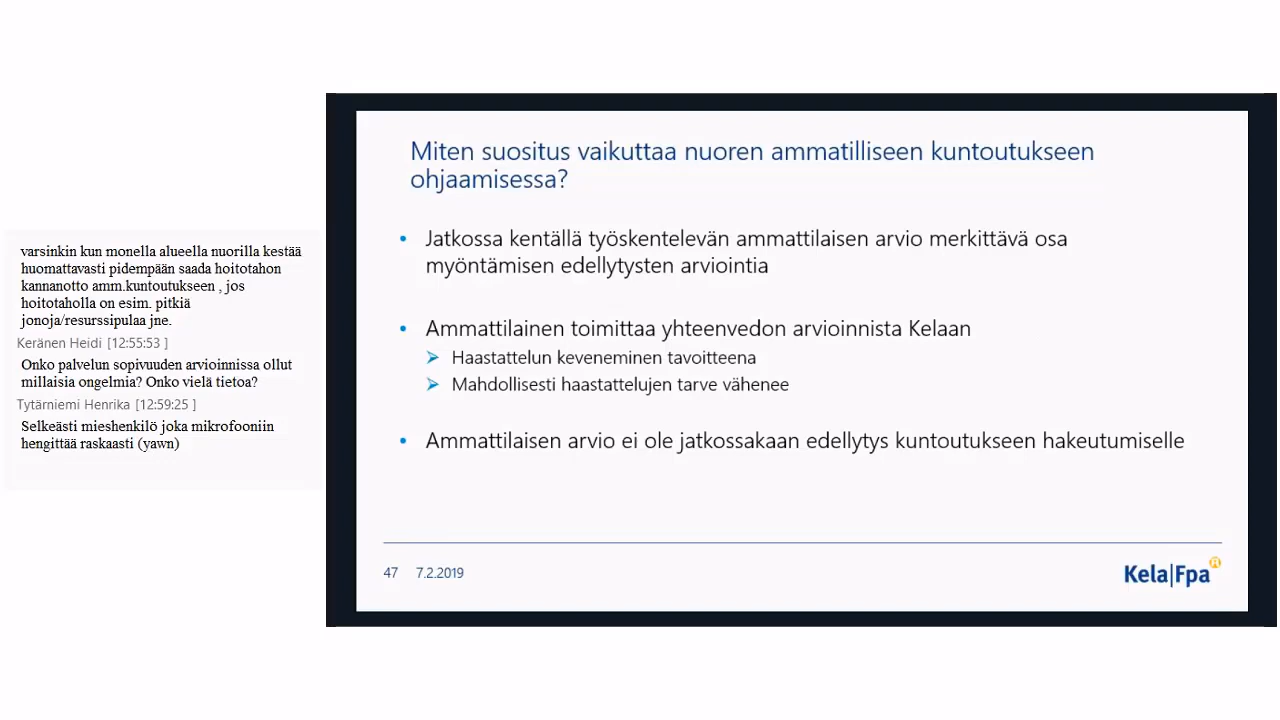 varsinkin kun monella alueella nuorilla kestää
huomattavasti pidempään saada hoitotahon
kannanotto amm.kuntoutukseen , jos
hoitotaholla on esim. pitkiä
jonoja/resurssipulaa jne.
Keränen Heidi [12:55:53 ]
Onko palvelun sopivuuden arvioinnissa ollut
millaisia ongelmia? Onko vielä tietoa?
Tytärniemi Henrika [12:59:25 ]
Selkeästi mieshenkilö joka mikrofooniin
hengittää raskaasti (yawn)
Miten suositus vaikuttaa nuoren ammatilliseen kuntoutukseen
ohjaamisessa?
• Jatkossa kentällä työskentelevän ammattilaisen arvio merkittävä osa
myöntämisen edellytysten arviointia
• Ammattilainen toimittaa yhteenvedon arvioinnista Kelaan
➢ Haastattelun keveneminen tavoitteena
➢ Mahdollisesti haastattelujen tarve vähenee
• Ammattilaisen arvio ei ole jatkossakaan edellytys kuntoutukseen hakeutumiselle
47 7.2.2019
Kela|Fpa